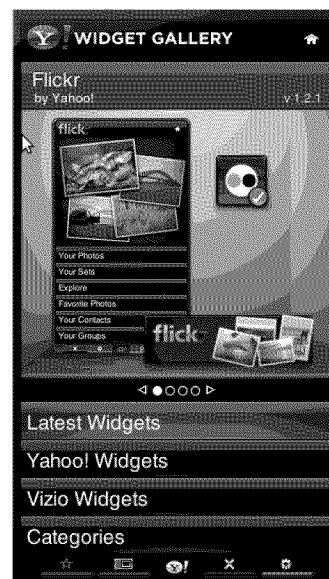 Y! WIDGET GALLERY
Flickr
by Yahoo! v 1.2.1
flickr
Your Photos
Your Sets
Explore
Favorite Photos
Your Contacts
Your Groups
flickr
Latest Widgets
Yahoo! Widgets
Vizio Widgets
Categories
Y!